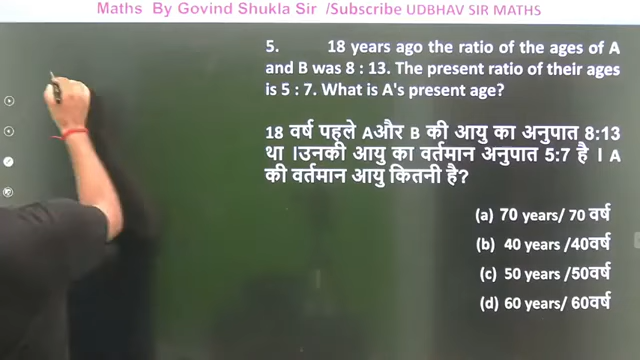 Maths By Govind Shukla Sir /Subscribe UDBHAV SIR MATHS
5. 18 years ago the ratio of the ages of A
and B was 8 : 13. The present ratio of their ages
is 5 : 7. What is A's present age?
18 वर्ष पहले A और B की आयु का अनुपात 8:13
था ।उनकी आयु का वर्तमान अनुपात 5:7 है । A
की वर्तमान आयु कितनी है?
(a) 70 years/ 70 वर्ष
(b) 40 years /40वर्ष
(c) 50 years /50वर्ष
(d) 60 years/ 60वर्ष